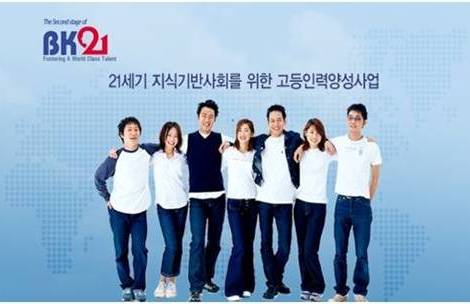 The Second stage of
BK21
Fostering A World Class Talent
21세기 지식기반사회를 위한 고등인력양성사업